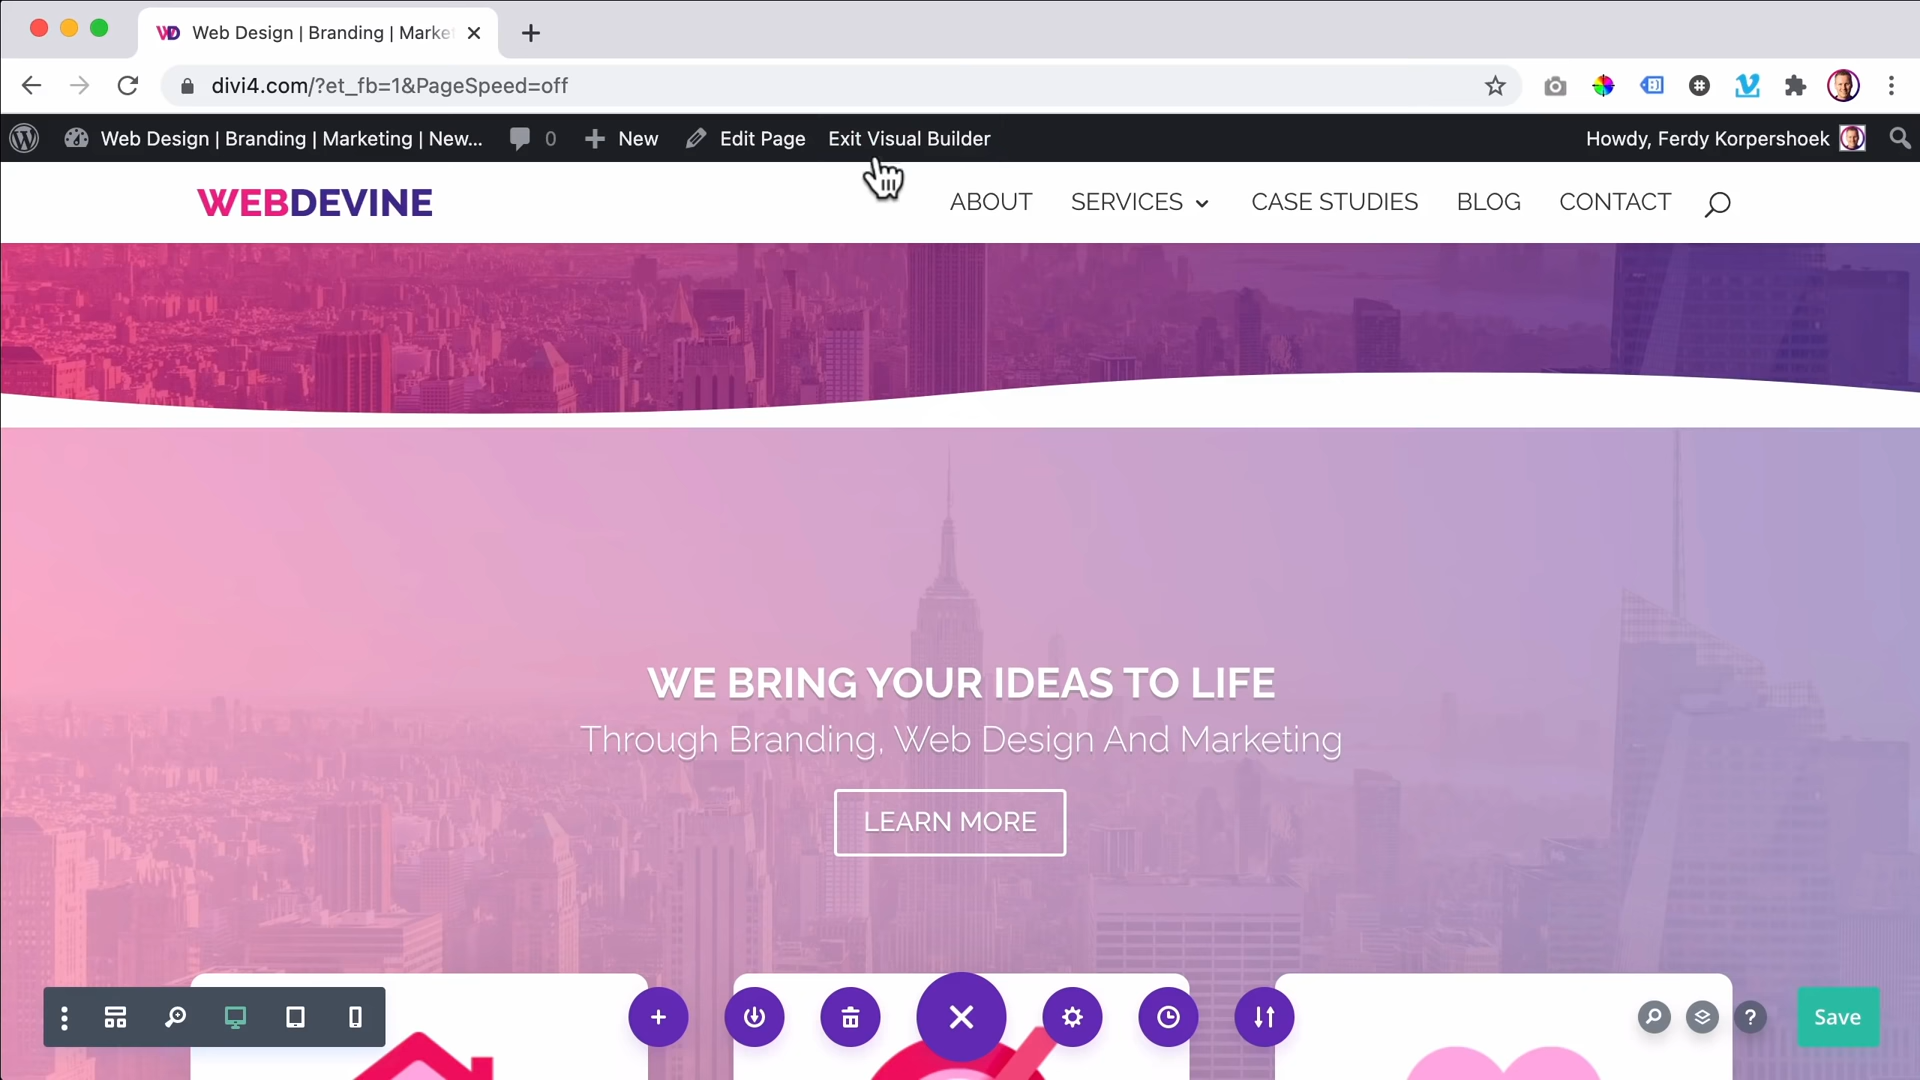 Web Design | Branding | Marke
divi4.com/?et_fb=1&PageSpeed=off
Web Design | Branding | Marketing | New... 0 New Edit Page Exit Visual Builder Howdy, Ferdy Korpershoek
WEBDEVINE ABOUT SERVICES CASE STUDIES BLOG CONTACT
WE BRING YOUR IDEAS TO LIFE
Through Branding, Web Design And Marketing
LEARN MORE
? Save